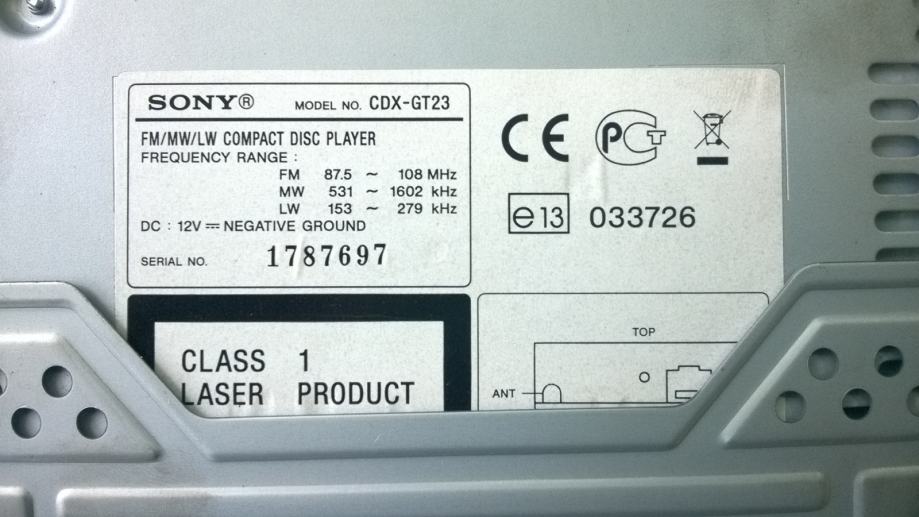 SONY® MODEL NO. CDX-GT23
FM/MW/LW COMPACT DISC PLAYER
FREQUENCY RANGE :
FM 87.5 ~ 108 MHz
MW 531 ~ 1602 kHz
LW 153 ~ 279 kHz
DC : 12V ⎓ NEGATIVE GROUND
SERIAL NO. 1787697
CE PCT
e13 033726
CLASS 1
LASER PRODUCT
TOP
ANT